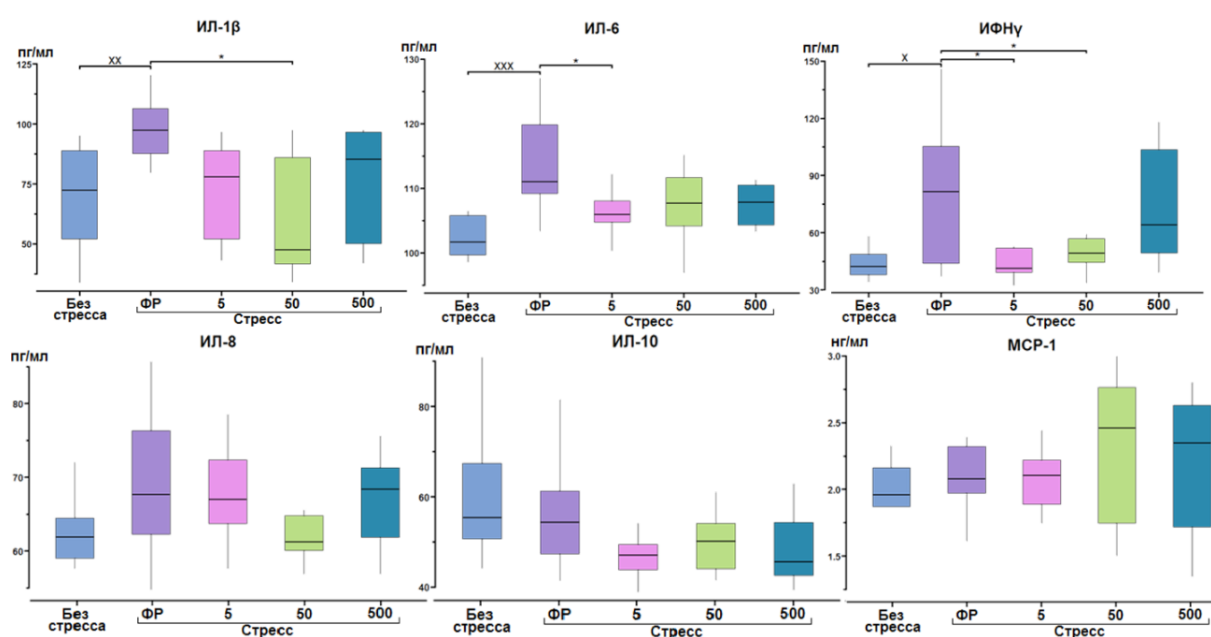 ИЛ-1β
пг/мл
XX
*
125
100
75
50
Без стресса
ФР
5
50
500
Стресс
ИЛ-6
пг/мл
XXX
*
130
120
110
100
Без стресса
ФР
5
50
500
Стресс
ИФНγ
пг/мл
X
*
*
150
120
90
60
30
Без стресса
ФР
5
50
500
Стресс
ИЛ-8
пг/мл
80
70
60
Без стресса
ФР
5
50
500
Стресс
ИЛ-10
пг/мл
80
60
40
Без стресса
ФР
5
50
500
Стресс
МСР-1
нг/мл
3.0
2.5
2.0
1.5
Без стресса
ФР
5
50
500
Стресс